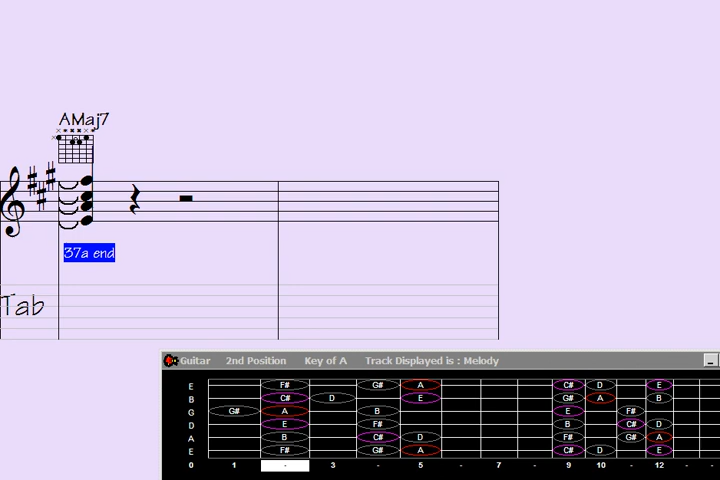 AMaj7
37a end
Tab
Guitar 2nd Position Key of A Track Displayed is : Melody
E F# G# A C# D E
B C# D E G# A B
G G# A B E F#
D E F# B C# D
A B C# D F# G# A
E F# G# A C# D E
0 1 - 3 - 5 - 7 - 9 10 - 12 - -